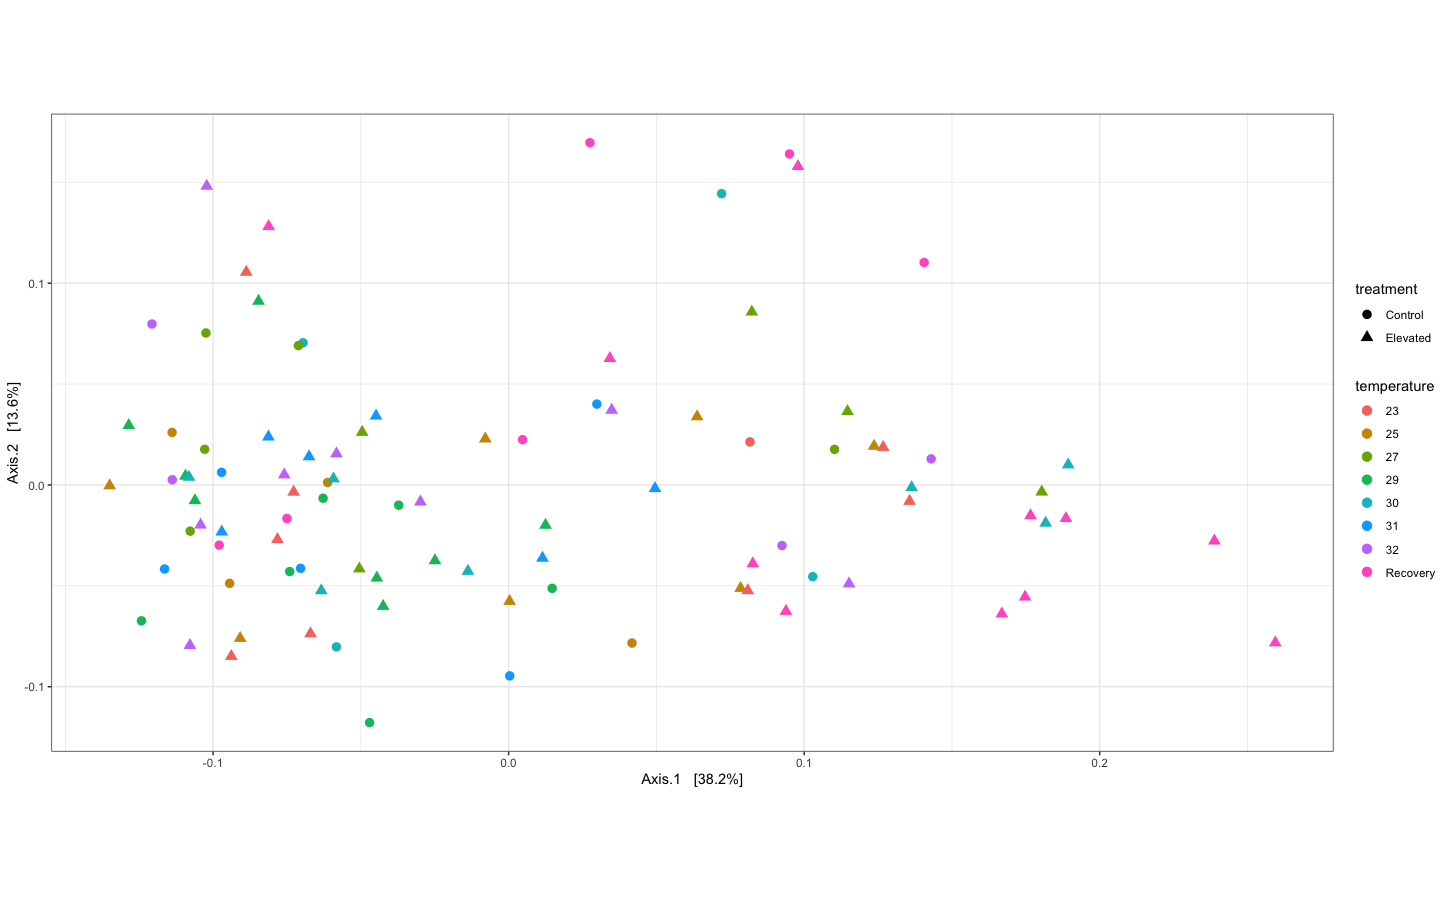 0.1
0.0
-0.1
Axis.2 [13.6%]
-0.1
0.0
0.1
0.2
Axis.1 [38.2%]
treatment
Control
Elevated
temperature
23
25
27
29
30
31
32
Recovery